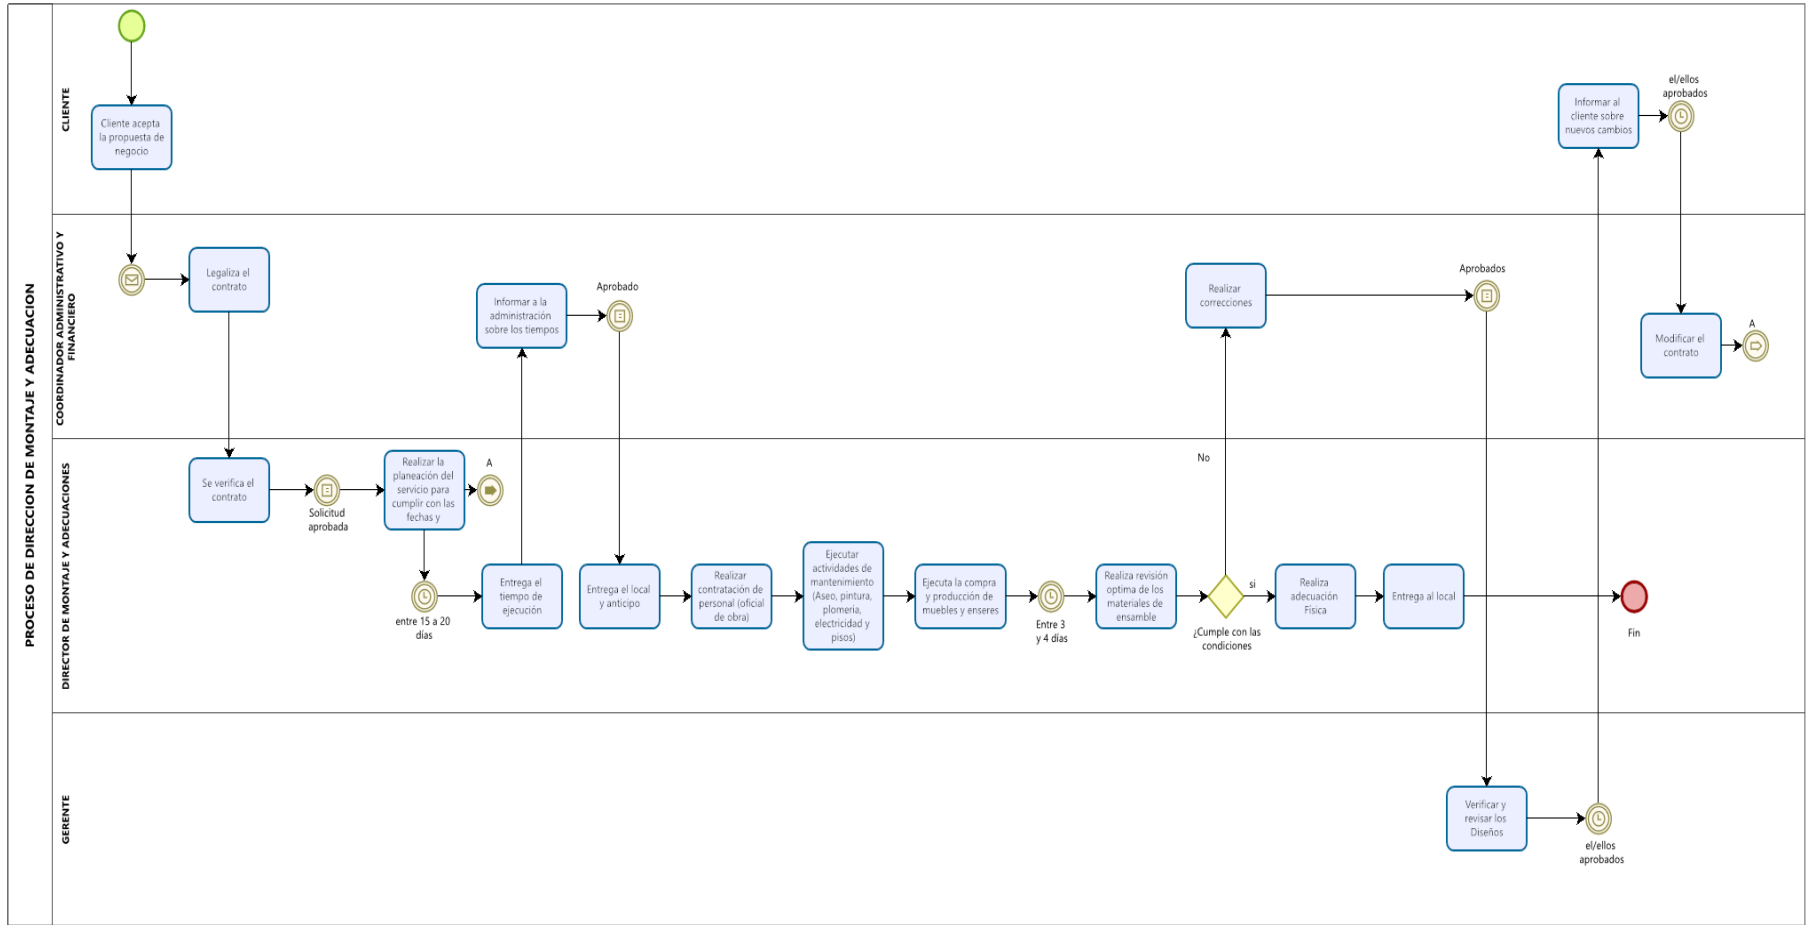 PROCESO DE DIRECCION DE MONTAJE Y ADECUACION
CLIENTE
Cliente acepta
la propuesta de
negocio
Informar al
cliente sobre
nuevos cambios
el/ellos
aprobados
COORDINADOR ADMINISTRATIVO Y
FINANCIERO
Legaliza el
contrato
Informar a la
administración
sobre los tiempos
Aprobado
Realizar
correcciones
Aprobados
Modificar el
contrato
A
DIRECTOR DE MONTAJE Y ADECUACIONES
Se verifica el
contrato
Solicitud
aprobada
Realizar la
planeación del
servicio para
cumplir con las
fechas y
A
entre 15 a 20
días
Entrega el
tiempo de
ejecución
Entrega el local
y anticipo
Realizar
contratación de
personal (oficial
de obra)
Ejecutar
actividades de
mantenimiento
(Aseo, pintura,
plomería,
electricidad y
pisos)
Ejecuta la compra
y producción de
muebles y enseres
Entre 3
y 4 días
Realiza revisión
optima de los
materiales de
ensamble
No
¿Cumple con las
condiciones
si
Realiza
adecuación
Física
Entrega al local
Fin
GERENTE
Verificar y
revisar los
Diseños
el/ellos
aprobados